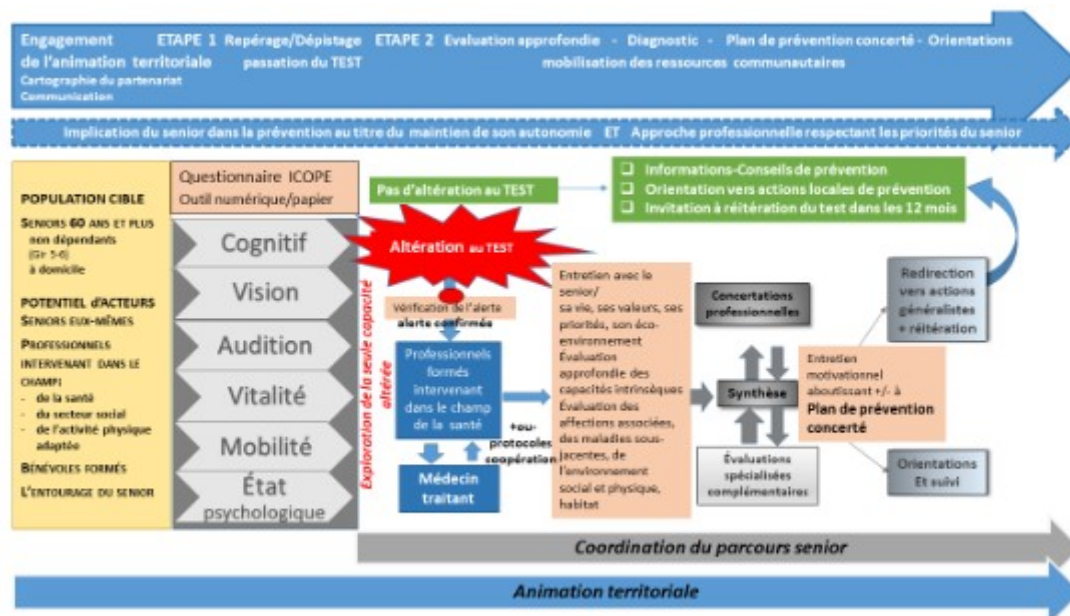 Engagement
de l'animation territoriale
Cartographie du partenariat
Communication
ETAPE 1 Repérage/Dépistage
passation du TEST
ETAPE 2 Evaluation approfondie - Diagnostic - Plan de prévention concerté - Orientations
mobilisation des ressources communautaires
Implication du senior dans la prévention au titre du maintien de son autonomie ET Approche professionnelle respectant les priorités du senior
POPULATION CIBLE
SENIORS 60 ANS ET PLUS
non dépendants
(Gir 5-6)
à domicile
POTENTIEL d'ACTEURS
SENIORS EUX-MÊMES
PROFESSIONNELS
INTERVENANT DANS LE
CHAMP
- de la santé
- du secteur social
- de l'activité physique
adaptée
BÉNÉVOLES FORMÉS
L'ENTOURAGE DU SENIOR
Questionnaire ICOPE
Outil numérique/papier
Cognitif
Vision
Audition
Vitalité
Mobilité
État
psychologique
Exploration de la seule capacité
altérée
Pas d'altération au TEST
Informations-Conseils de prévention
Orientation vers actions locales de prévention
Invitation à réitération du test dans les 12 mois
Altération au TEST
Vérification de l'alerte
alerte confirmée
Professionnels
formés
intervenant
dans le champ
de la santé
+ou-
protocoles
coopération
Médecin
traitant
Entretien avec le
senior/
sa vie, ses valeurs, ses
priorités, son éco-
environnement
Évaluation
approfondie des
capacités intrinsèques
Évaluation des
affections associées,
des maladies sous-
jacentes, de
l'environnement
social et physique,
habitat
Concertations
professionnelles
Synthèse
Évaluations
spécialisées
complémentaires
Entretien
motivationnel
aboutissant +/- à
Plan de prévention
concerté
Redirection
vers actions
généralistes
+ réitération
Orientations
Et suivi
Coordination du parcours senior
Animation territoriale